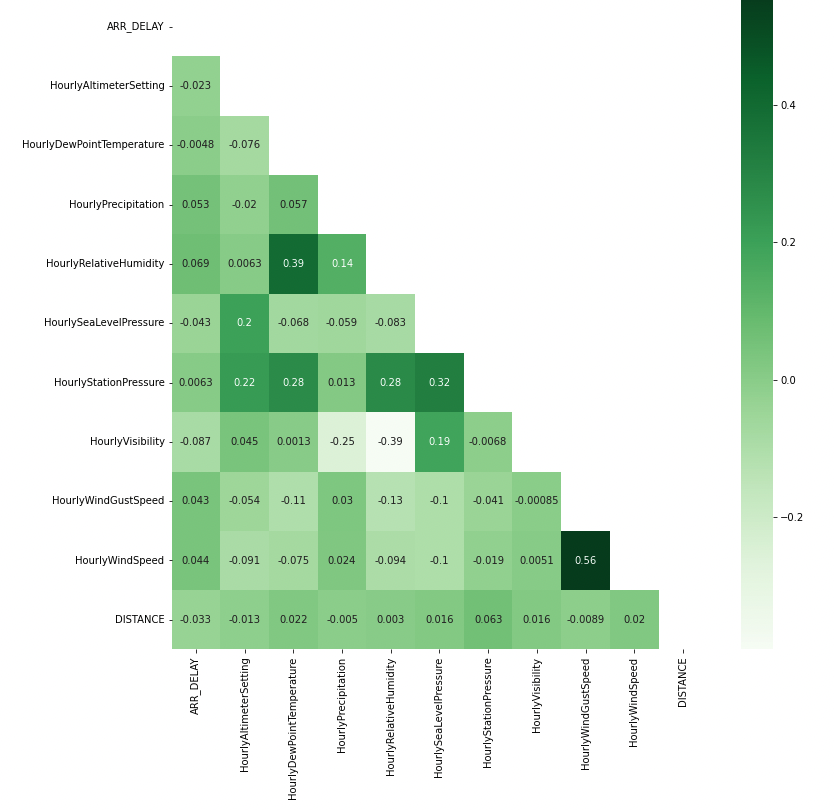 ARR_DELAY
HourlyAltimeterSetting -0.023
HourlyDewPointTemperature -0.0048 -0.076
HourlyPrecipitation 0.053 -0.02 0.057
HourlyRelativeHumidity 0.069 0.0063 0.39 0.14
HourlySeaLevelPressure -0.043 0.2 -0.068 -0.059 -0.083
HourlyStationPressure 0.0063 0.22 0.28 0.013 0.28 0.32
HourlyVisibility -0.087 0.045 0.0013 -0.25 -0.39 0.19 -0.0068
HourlyWindGustSpeed 0.043 -0.054 -0.11 0.03 -0.13 -0.1 -0.041 -0.00085
HourlyWindSpeed 0.044 -0.091 -0.075 0.024 -0.094 -0.1 -0.019 0.0051 0.56
DISTANCE -0.033 -0.013 0.022 -0.005 0.003 0.016 0.063 0.016 -0.0089 0.02
ARR_DELAY
HourlyAltimeterSetting
HourlyDewPointTemperature
HourlyPrecipitation
HourlyRelativeHumidity
HourlySeaLevelPressure
HourlyStationPressure
HourlyVisibility
HourlyWindGustSpeed
HourlyWindSpeed
DISTANCE
0.4
0.2
0.0
−0.2